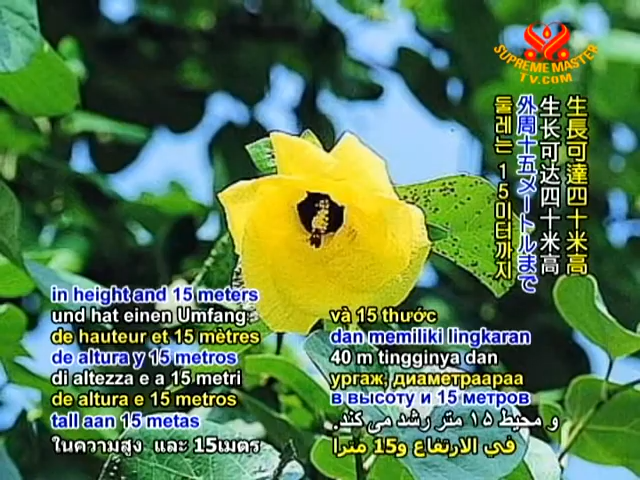 SUPREME MASTER
TV.COM
生長可達四十米高
生长可达四十米高
外周十五メートルまで
둘레는 15미터까지
in height and 15 meters
und hat einen Umfang
de hauteur et 15 mètres
de altura y 15 metros
di altezza e a 15 metri
de altura e 15 metros
tall aan 15 metas
ในความสูง และ 15เมตร
và 15 thước
dan memiliki lingkaran
40 m tingginya dan
ургаж, диаметраараа
в высоту и 15 метров
و محیط ۱۵ متر رشد می کند.
في الارتفاع و15 مترا